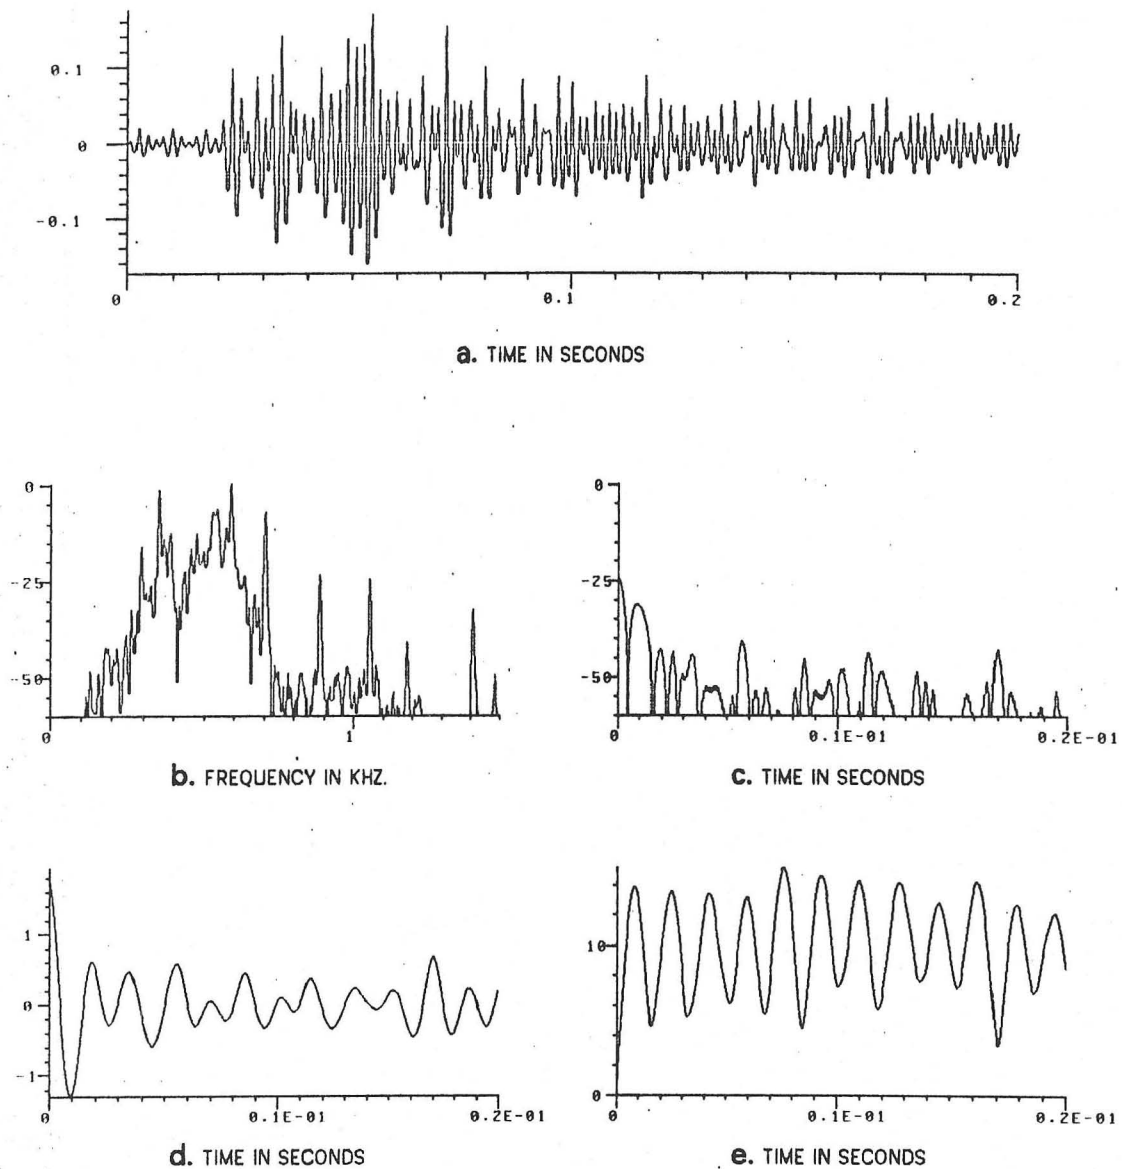 0.1
0
-0.1
0 0.1 0.2
a. TIME IN SECONDS
0
-25
-50
0 1
b. FREQUENCY IN KHZ.
0
-25
-50
0 0.1E-01 0.2E-01
c. TIME IN SECONDS
1
0
-1
0 0.1E-01 0.2E-01
d. TIME IN SECONDS
10
0
0 0.1E-01 0.2E-01
e. TIME IN SECONDS